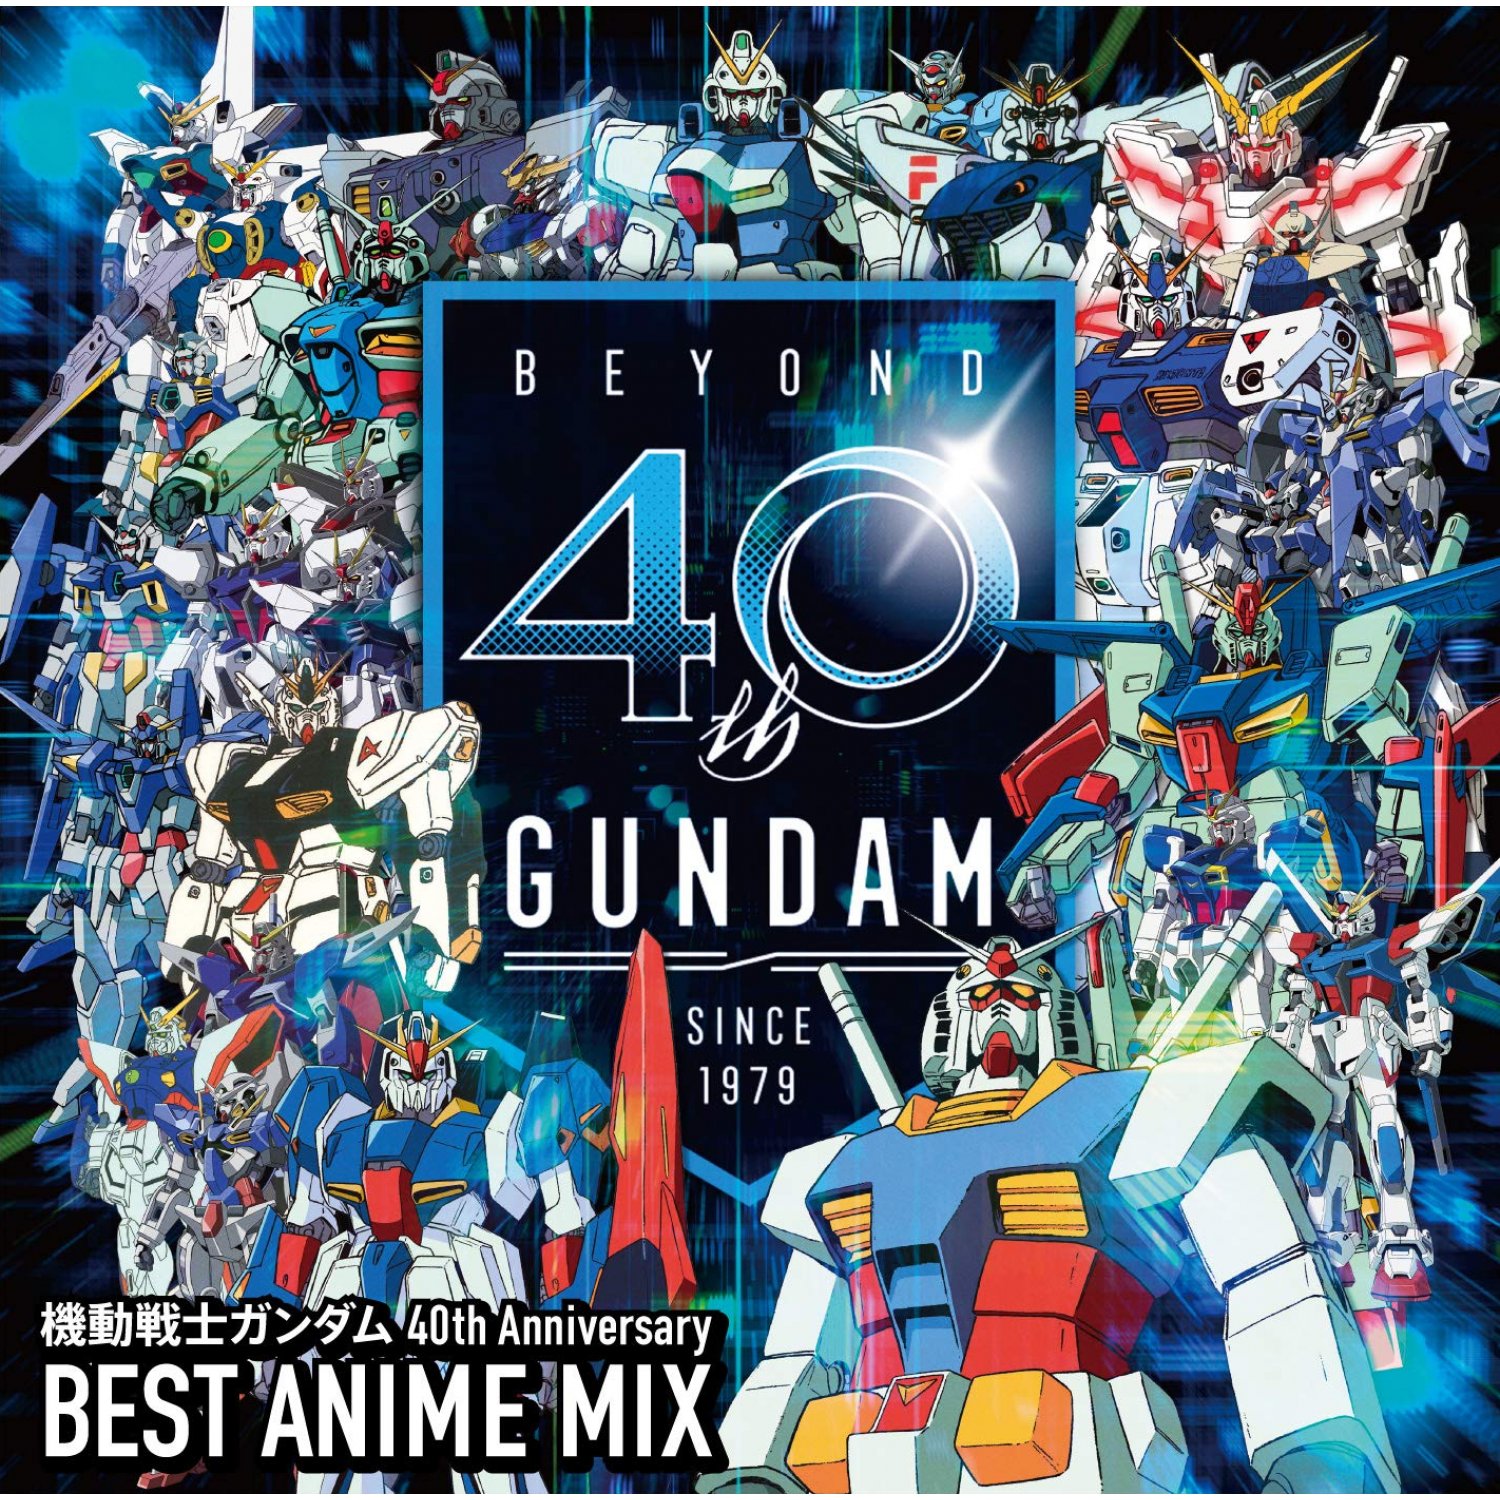 BEYOND
40th
GUNDAM
SINCE
1979
機動戦士ガンダム 40th Anniversary
BEST ANIME MIX
F